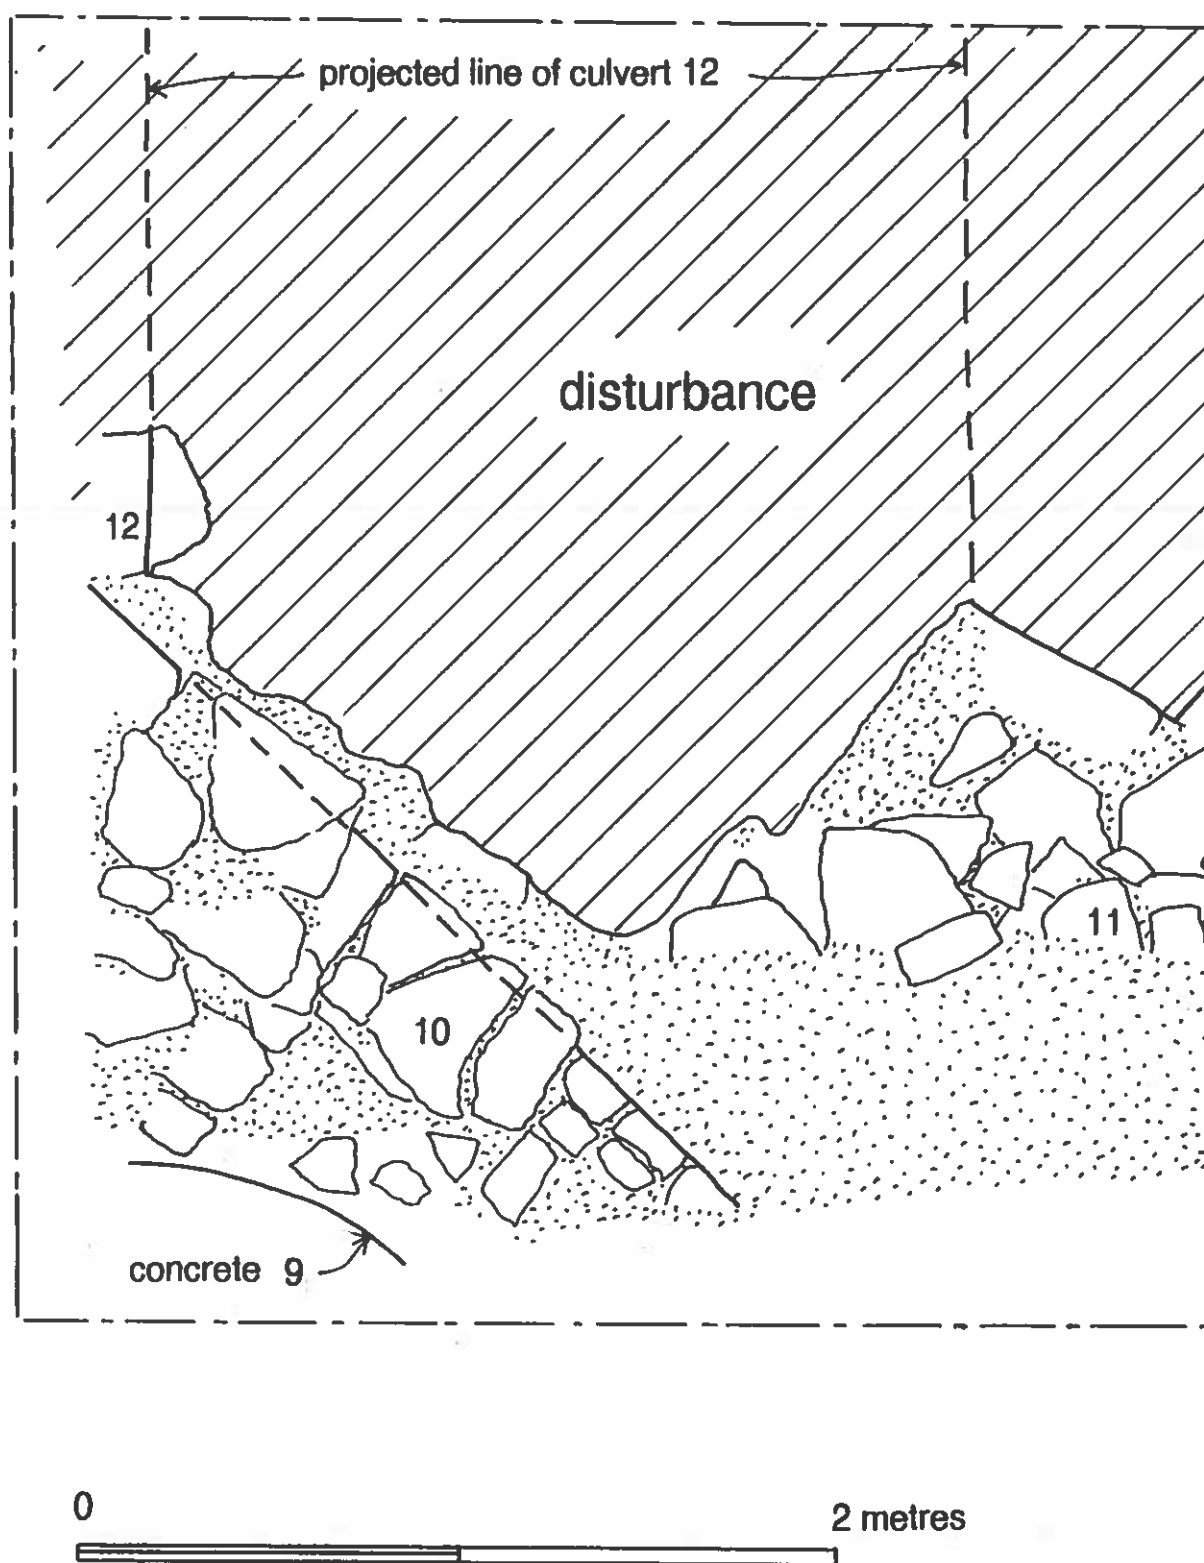 projected line of culvert 12
disturbance
12
11
10
concrete 9
0
2 metres